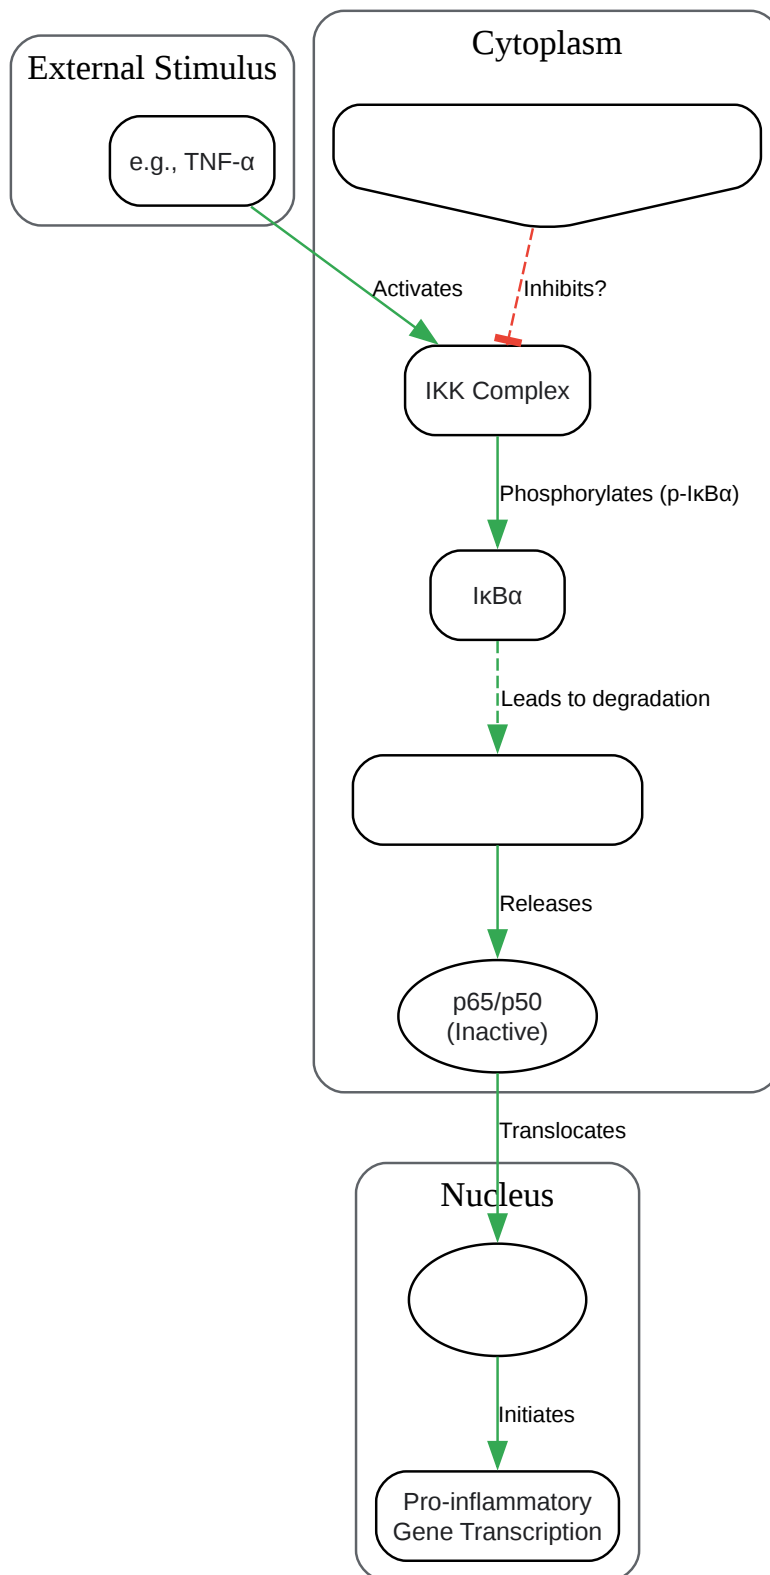 External Stimulus
e.g., TNF-α
Cytoplasm
Activates
Inhibits?
IKK Complex
Phosphorylates (p-IκBα)
IκBα
Leads to degradation
Releases
p65/p50
(Inactive)
Translocates
Nucleus
Initiates
Pro-inflammatory
Gene Transcription